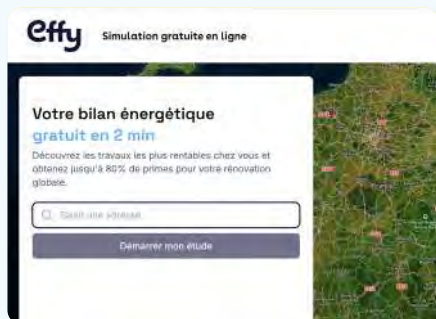 effy
Simulation gratuite en ligne
Votre bilan énergétique
gratuit en 2 min
Découvrez les travaux les plus rentables chez vous et
obtenez jusqu'à 80% de primes pour votre rénovation
globale.
Saisir une adresse
Démarrer mon étude